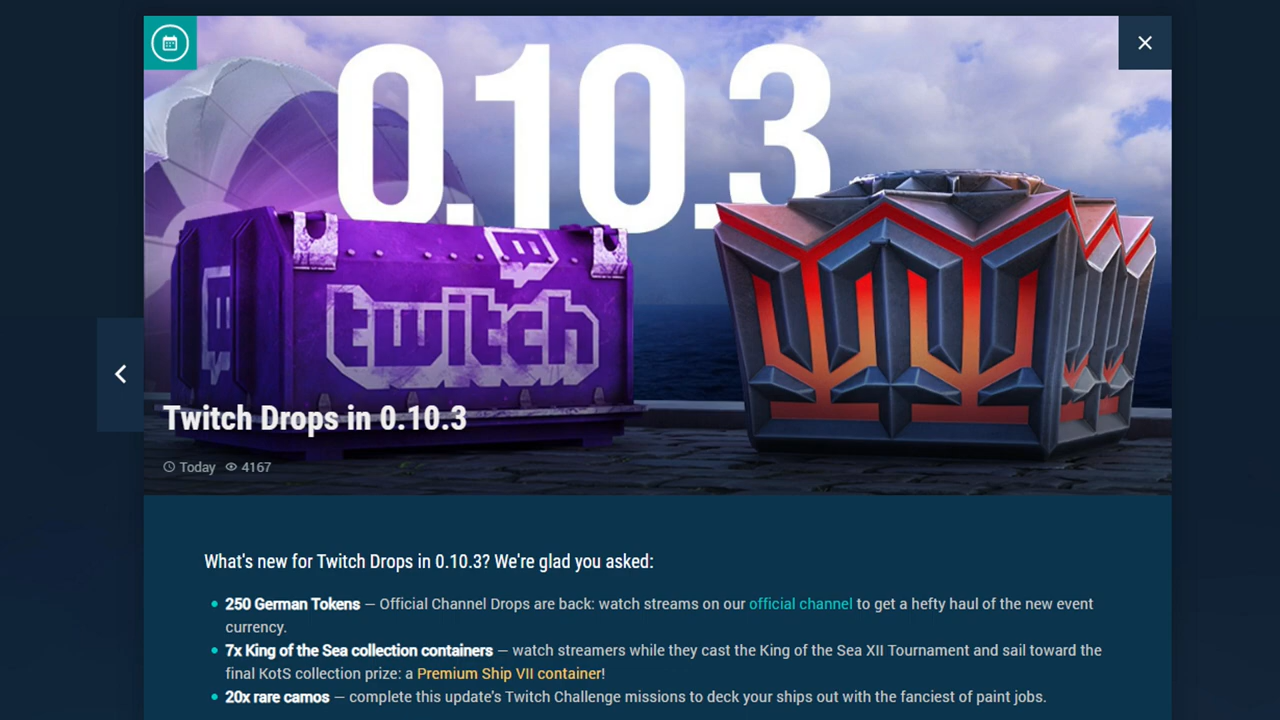 0.10.3
twitch
Twitch Drops in 0.10.3
Today 4167
What's new for Twitch Drops in 0.10.3? We're glad you asked:
250 German Tokens — Official Channel Drops are back: watch streams on our official channel to get a hefty haul of the new event
currency.
7x King of the Sea collection containers — watch streamers while they cast the King of the Sea XII Tournament and sail toward the
final KotS collection prize: a Premium Ship VII container!
20x rare camos — complete this update's Twitch Challenge missions to deck your ships out with the fanciest of paint jobs.